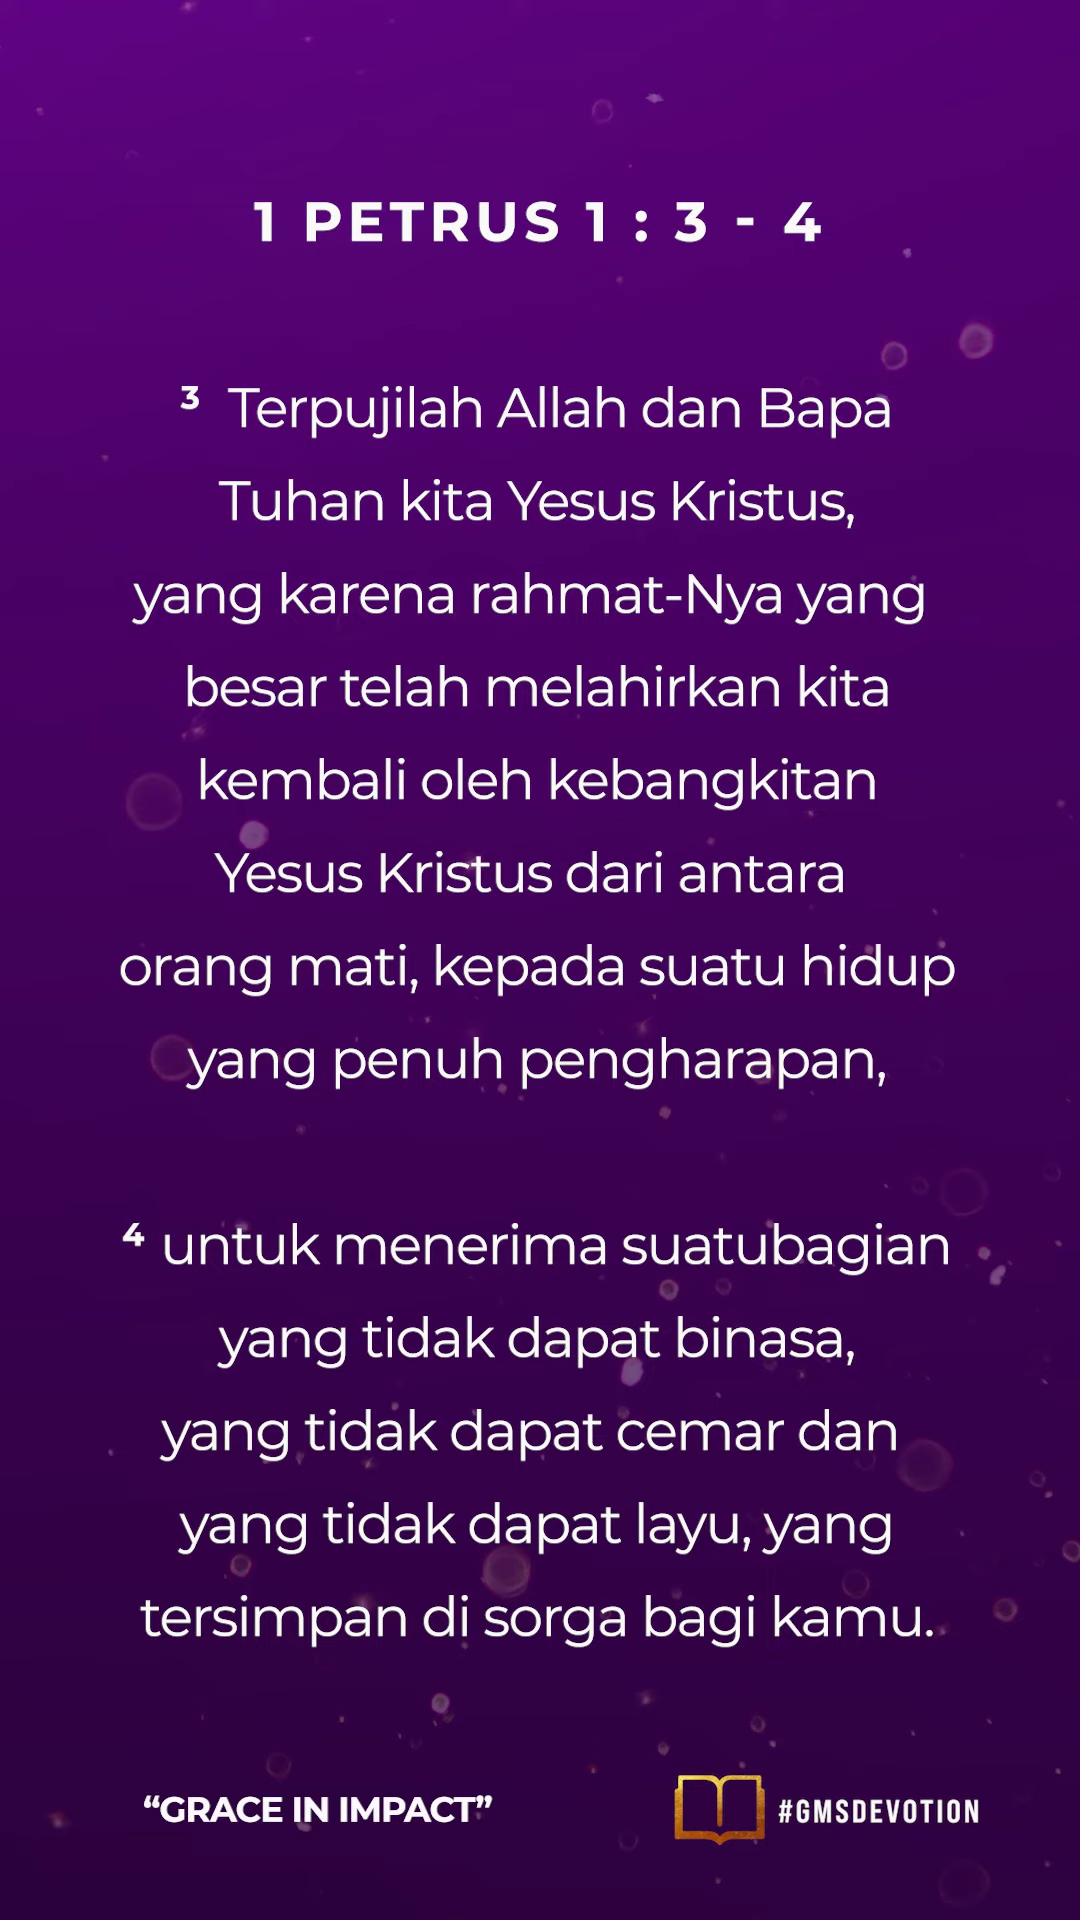 1 PETRUS 1 : 3 - 4
³ Terpujilah Allah dan Bapa
Tuhan kita Yesus Kristus,
yang karena rahmat-Nya yang
besar telah melahirkan kita
kembali oleh kebangkitan
Yesus Kristus dari antara
orang mati, kepada suatu hidup
yang penuh pengharapan,
⁴ untuk menerima suatubagian
yang tidak dapat binasa,
yang tidak dapat cemar dan
yang tidak dapat layu, yang
tersimpan di sorga bagi kamu.
“GRACE IN IMPACT”
#GMSDEVOTION